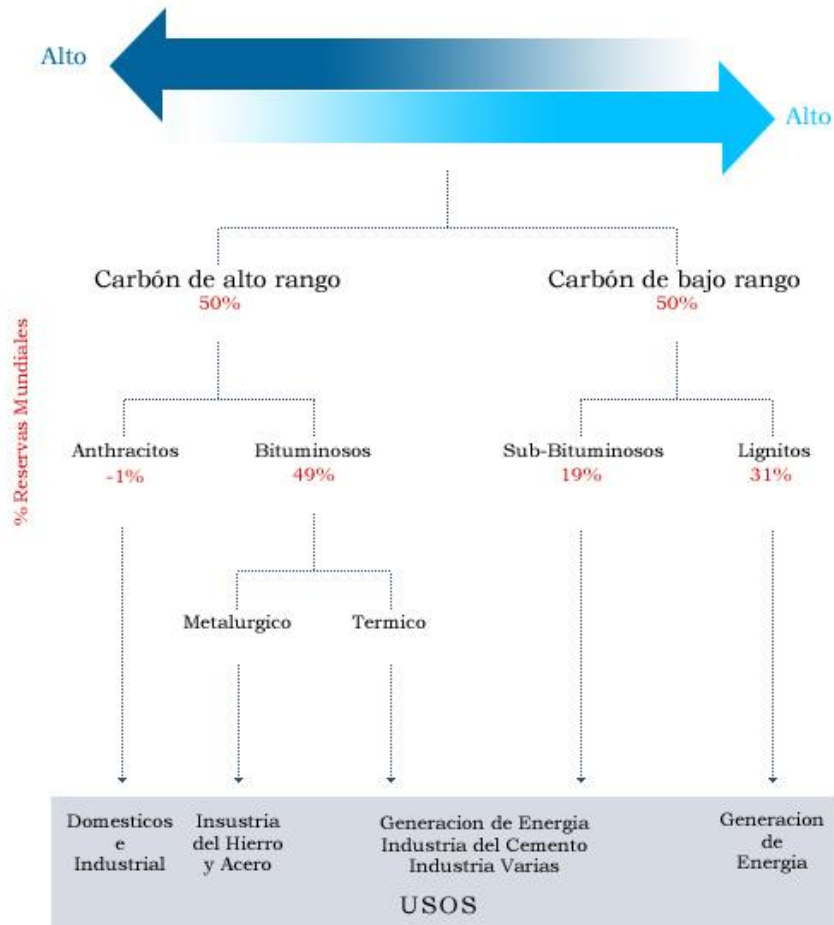 Alto
Alto
Carbón de alto rango
50%
Carbón de bajo rango
50%
% Reservas Mundiales
Anthracitos
-1%
Bituminosos
49%
Sub-Bituminosos
19%
Lignitos
31%
Metalurgico
Termico
Domesticos
e
Industrial
Insustria
del Hierro
y Acero
Generacion de Energia
Industria del Cemento
Industria Varias
Generacion
de
Energia
USOS